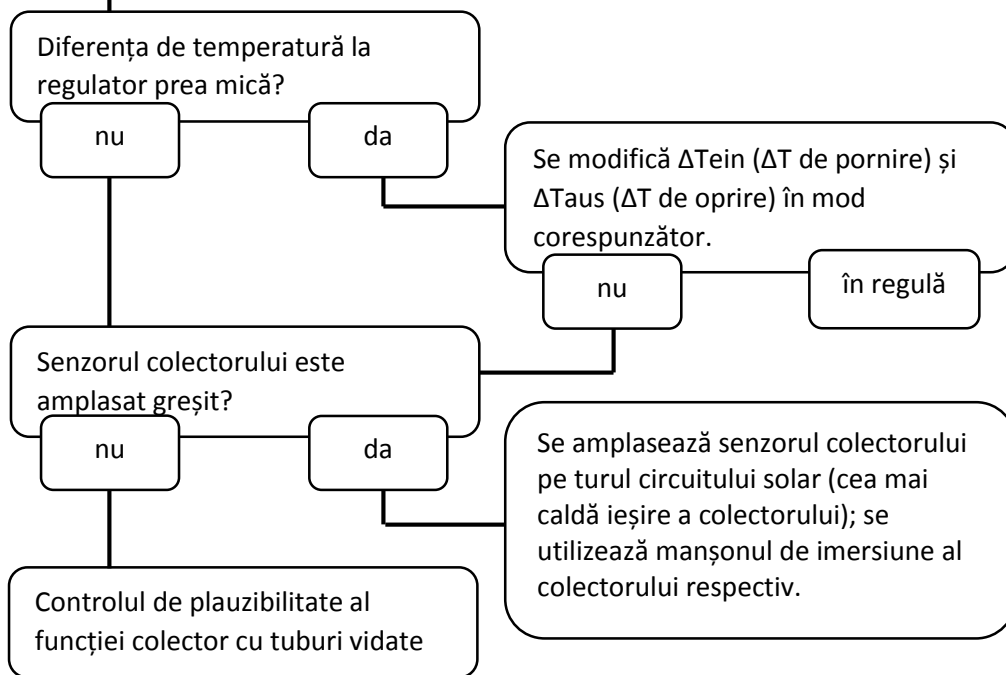 Diferența de temperatură la
regulator prea mică?
nu
da
Se modifică ΔTein (ΔT de pornire) și
ΔTaus (ΔT de oprire) în mod
corespunzător.
nu
în regulă
Senzorul colectorului este
amplasat greșit?
nu
da
Se amplasează senzorul colectorului
pe turul circuitului solar (cea mai
caldă ieșire a colectorului); se
utilizează manșonul de imersiune al
colectorului respectiv.
Controlul de plauzibilitate al
funcției colector cu tuburi vidate